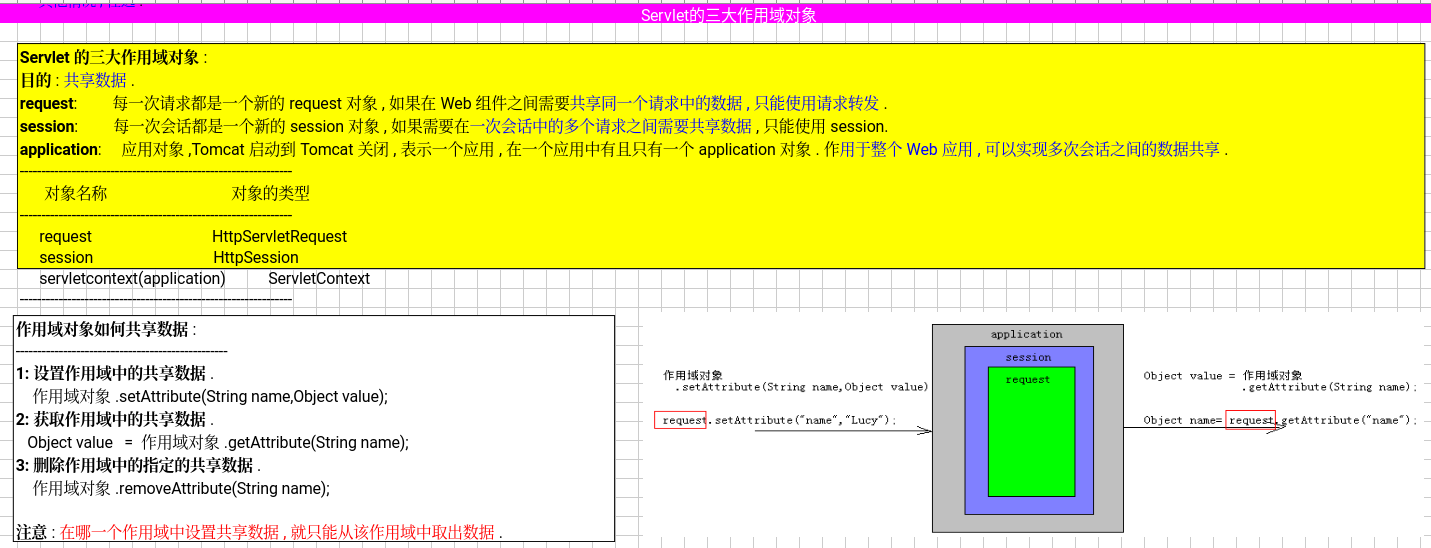 Servlet的三大作用域对象
Servlet 的三大作用域对象 :
目的 : 共享数据 .
request: 每一次请求都是一个新的 request 对象 , 如果在 Web 组件之间需要共享同一个请求中的数据 , 只能使用请求转发 .
session: 每一次会话都是一个新的 session 对象 , 如果需要在一次会话中的多个请求之间需要共享数据 , 只能使用 session.
application: 应用对象 ,Tomcat 启动到 Tomcat 关闭 , 表示一个应用 , 在一个应用中有且只有一个 application 对象 . 作用于整个 Web 应用 , 可以实现多次会话之间的数据共享 .
---------------------------------------------------------------
对象名称 对象的类型
---------------------------------------------------------------
request HttpServletRequest
session HttpSession
servletcontext(application) ServletContext
---------------------------------------------------------------
作用域对象如何共享数据 :
-------------------------------------------------
1: 设置作用域中的共享数据 .
作用域对象 .setAttribute(String name,Object value);
2: 获取作用域中的共享数据 .
Object value = 作用域对象 .getAttribute(String name);
3: 删除作用域中的指定的共享数据 .
作用域对象 .removeAttribute(String name);
注意 : 在哪一个作用域中设置共享数据 , 就只能从该作用域中取出数据 .
作用域对象
.setAttribute(String name,Object value)
request.setAttribute("name","Lucy");
application
session
request
Object value = 作用域对象
.getAttribute(String name);
Object name= request.getAttribute("name");